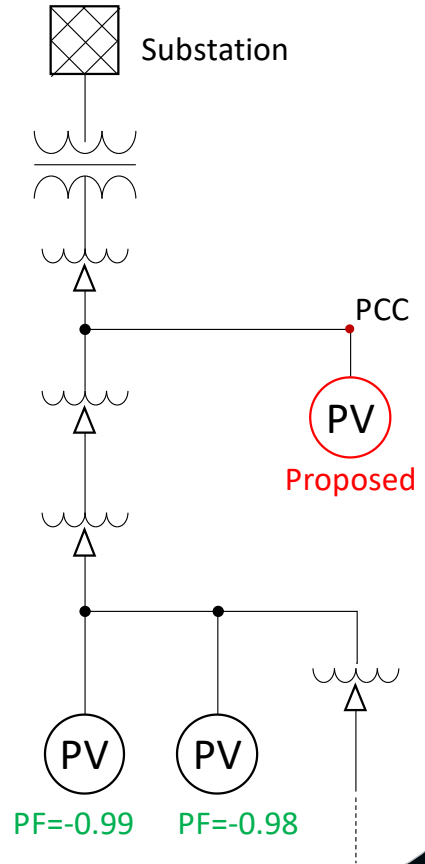 Substation
PCC
PV
Proposed
PV PV
PF=-0.99 PF=-0.98